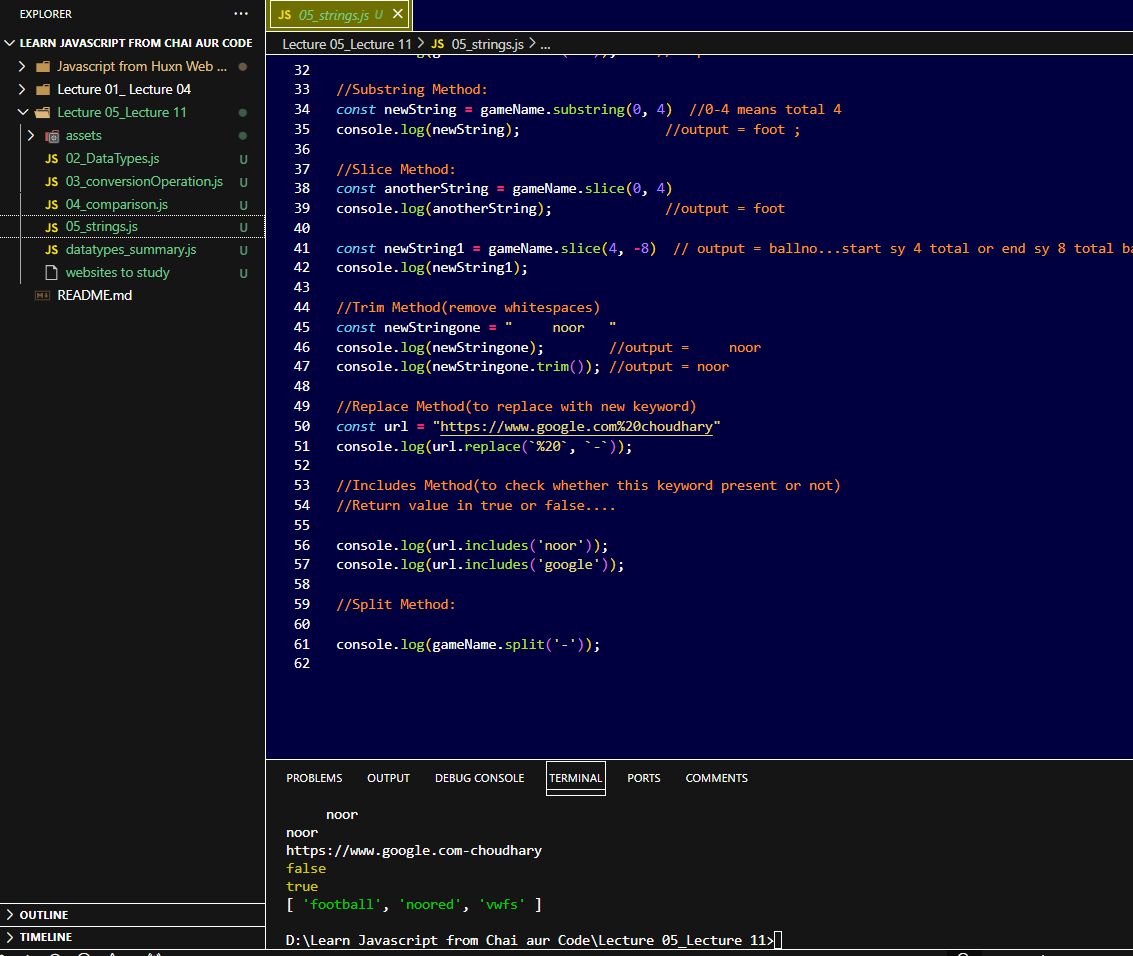 EXPLORER
LEARN JAVASCRIPT FROM CHAI AUR CODE
Javascript from Huxn Web ...
Lecture 01_ Lecture 04
Lecture 05_Lecture 11
assets
JS 02_DataTypes.js U
JS 03_conversionOperation.js U
JS 04_comparison.js U
JS 05_strings.js U
JS datatypes_summary.js U
websites to study U
README.md
OUTLINE
TIMELINE
JS 05_strings.js U
Lecture 05_Lecture 11 > JS 05_strings.js > ...
32
33 //Substring Method:
34 const newString = gameName.substring(0, 4)  //0-4 means total 4
35 console.log(newString);                  //output = foot ;
36
37 //Slice Method:
38 const anotherString = gameName.slice(0, 4)
39 console.log(anotherString);              //output = foot
40
41 const newString1 = gameName.slice(4, -8)  // output = ballno...start sy 4 total or end sy 8 total
42 console.log(newString1);
43
44 //Trim Method(remove whitespaces)
45 const newStringone = "     noor   "
46 console.log(newStringone);        //output =     noor
47 console.log(newStringone.trim()); //output = noor
48
49 //Replace Method(to replace with new keyword)
50 const url = "https://www.google.com%20choudhary"
51 console.log(url.replace(`%20`, `-`));
52
53 //Includes Method(to check whether this keyword present or not)
54 //Return value in true or false....
55
56 console.log(url.includes('noor'));
57 console.log(url.includes('google'));
58
59 //Split Method:
60
61 console.log(gameName.split('-'));
62
PROBLEMS OUTPUT DEBUG CONSOLE TERMINAL PORTS COMMENTS
     noor
noor
https://www.google.com-choudhary
false
true
[ 'football', 'noored', 'vwfs' ]
D:\Learn Javascript from Chai aur Code\Lecture 05_Lecture 11>